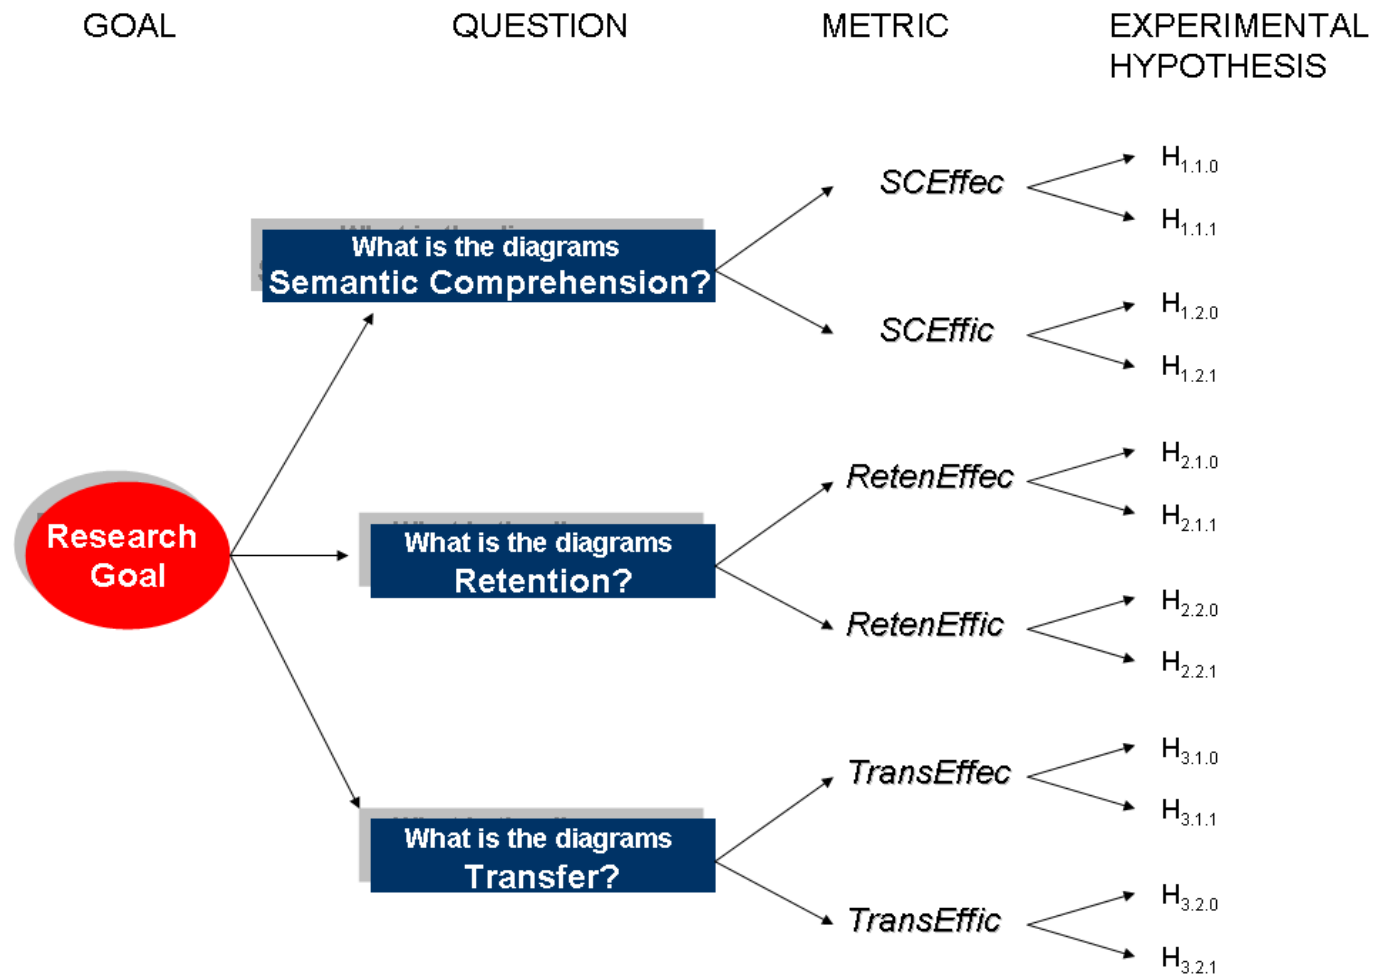 GOAL
QUESTION
METRIC
EXPERIMENTAL
HYPOTHESIS
Research
Goal
What is the diagrams
Semantic Comprehension?
What is the diagrams
Retention?
What is the diagrams
Transfer?
SCEffec
SCEffic
RetenEffec
RetenEffic
TransEffec
TransEffic
H1.1.0
H1.1.1
H1.2.0
H1.2.1
H2.1.0
H2.1.1
H2.2.0
H2.2.1
H3.1.0
H3.1.1
H3.2.0
H3.2.1